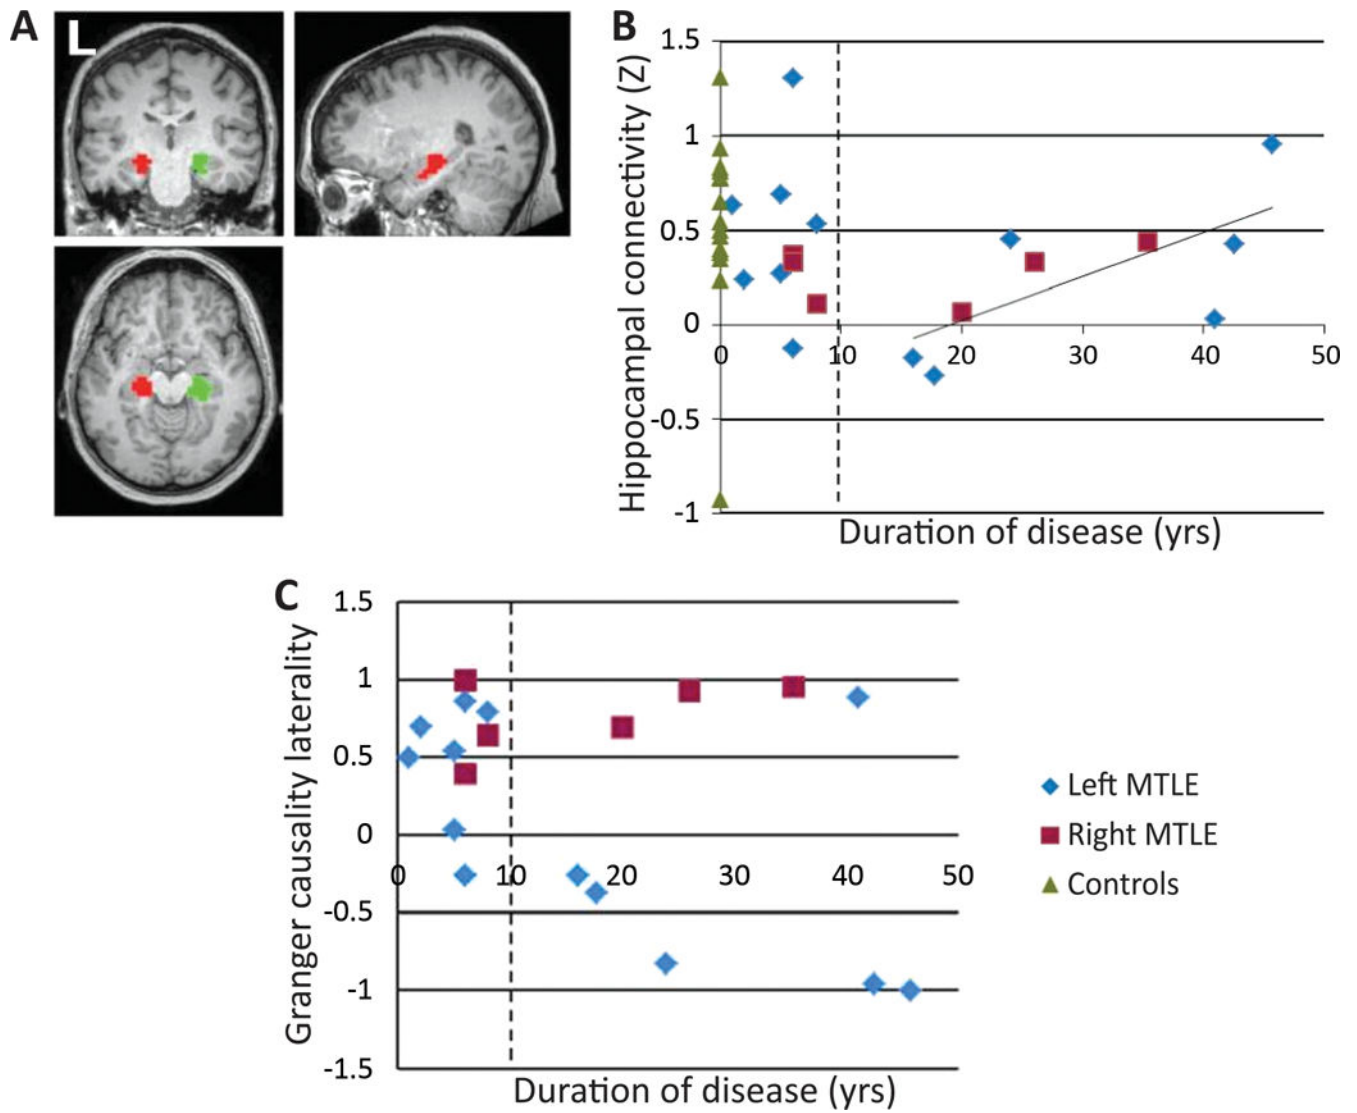 A
L
B
Hippocampal connectivity (Z)
1.5
1
0.5
0
-0.5
-1
0 10 20 30 40 50
Duration of disease (yrs)
C
Granger causality laterality
1.5
1
0.5
0
-0.5
-1
-1.5
0 10 20 30 40 50
Duration of disease (yrs)
Left MTLE
Right MTLE
Controls